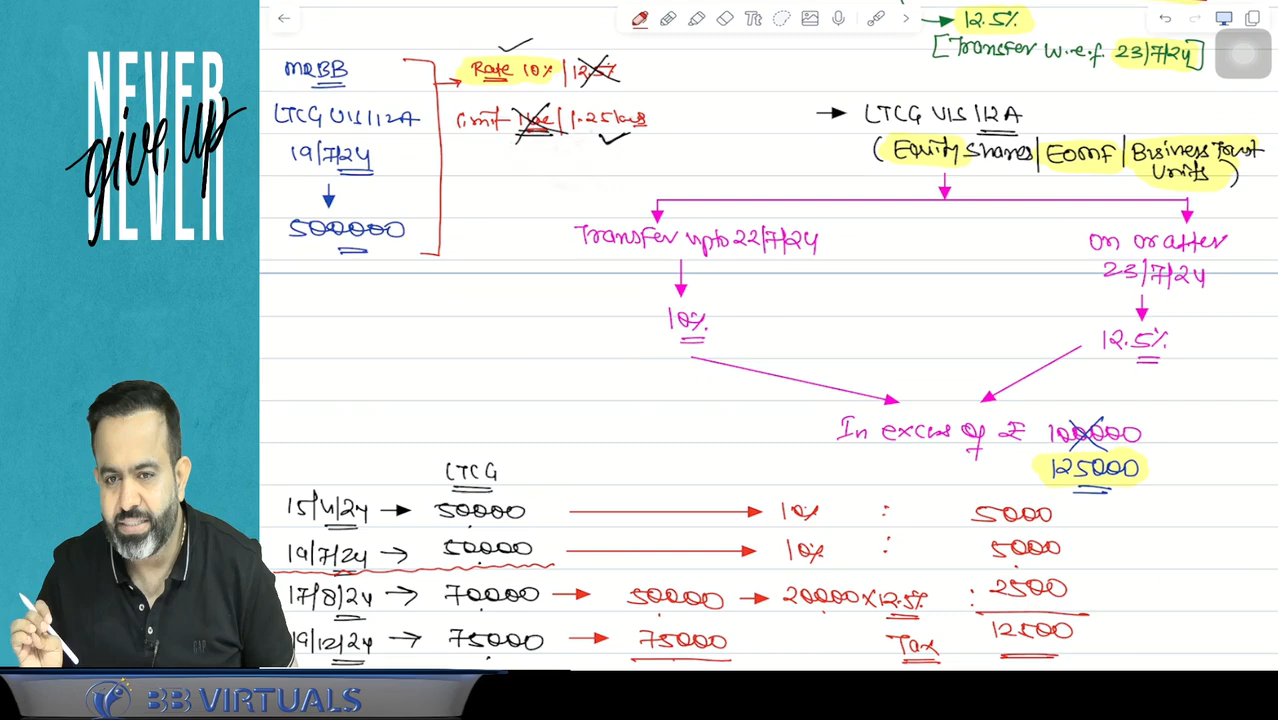 NEVER
give up
NEVER
→ 12.5%
[Transfer w.e.f. 23/7/24]
Mr BB
LTCG U/S 112A
19/7/24
500000
Rate 10% | 12.5%
Limit | 1.25 lacs
→ LTCG U/S 112A
(Equity Shares | EOMF | Business Trust
Units)
Transfer upto 22/7/24
10%
On or after
23/7/24
12.5%
In excess of ₹ 100000
125000
LTCG
15/4/24 → 50000 → 10% : 5000
19/7/24 → 50000 → 10% : 5000
17/8/24 → 70000 → 50000 → 20000 x 12.5% : 2500
19/12/24 → 75000 → 75000 Tax 12500
GAP
BB VIRTUALS